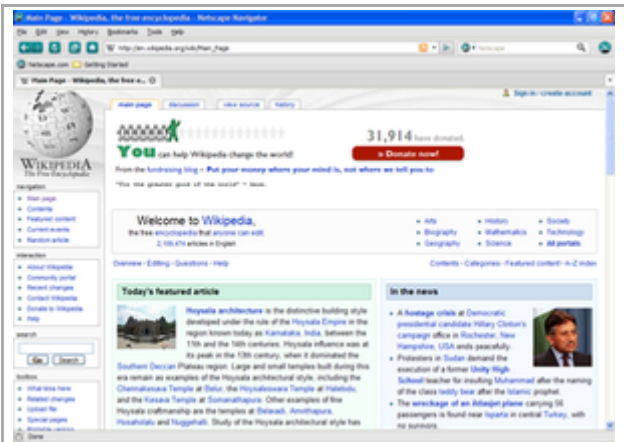 Main Page - Wikipedia, the free encyclopedia - Netscape Navigator
File Edit View History Bookmarks Tools Help
http://en.wikipedia.org/wiki/Main_Page
Netscape
Netscape.com Getting Started
Main Page - Wikipedia, the free e...
Sign in / create account
main page discussion view source history
31,914 have donated.
You can help Wikipedia change the world!
» Donate now!
From the fundraising blog - Put your money where your mind is, not where we tell you to
"For the greater good of the world" —
WIKIPEDIA
The Free Encyclopedia
navigation
Main page
Contents
Featured content
Current events
Random article
interaction
About Wikipedia
Community portal
Recent changes
Contact Wikipedia
Donate to Wikipedia
Help
search
Go Search
toolbox
What links here
Related changes
Upload file
Special pages
Welcome to Wikipedia,
the free encyclopedia that anyone can edit.
articles in English
Arts
Biography
Geography
History
Mathematics
Science
Society
Technology
All portals
Overview · Editing · Questions · Help
Contents · Categories · Featured content · A–Z index
Today's featured article
Hoysala architecture is the distinctive building style
developed under the rule of the Hoysala Empire in the
region known today as Karnataka, India, between the
11th and the 14th centuries. Hoysala influence was at
its peak in the 13th century, when it dominated the
Southern Deccan Plateau region. Large and small temples built during this
era remain as examples of the Hoysala architectural style, including the
Chennakesava Temple at Belur, the Hoysaleswara Temple at Halebidu,
and the Kesava Temple at Somanathapura. Other examples of fine
Hoysala craftmanship are the temples at Belavadi, Amrithapura,
Hosaholalu and Nuggehalli. Study of the Hoysala architectural style has
In the news
A hostage crisis at Democratic
presidential candidate Hillary Clinton's
campaign office in Rochester, New
Hampshire, USA ends peacefully.
Protesters in Sudan demand the
execution of a former Unity High
School teacher for insulting Muhammad after the naming
of the class teddy bear after the Islamic prophet.
The wreckage of an Atlasjet plane carrying 56
passengers is found near Isparta in central Turkey, with
no survivors.
Done